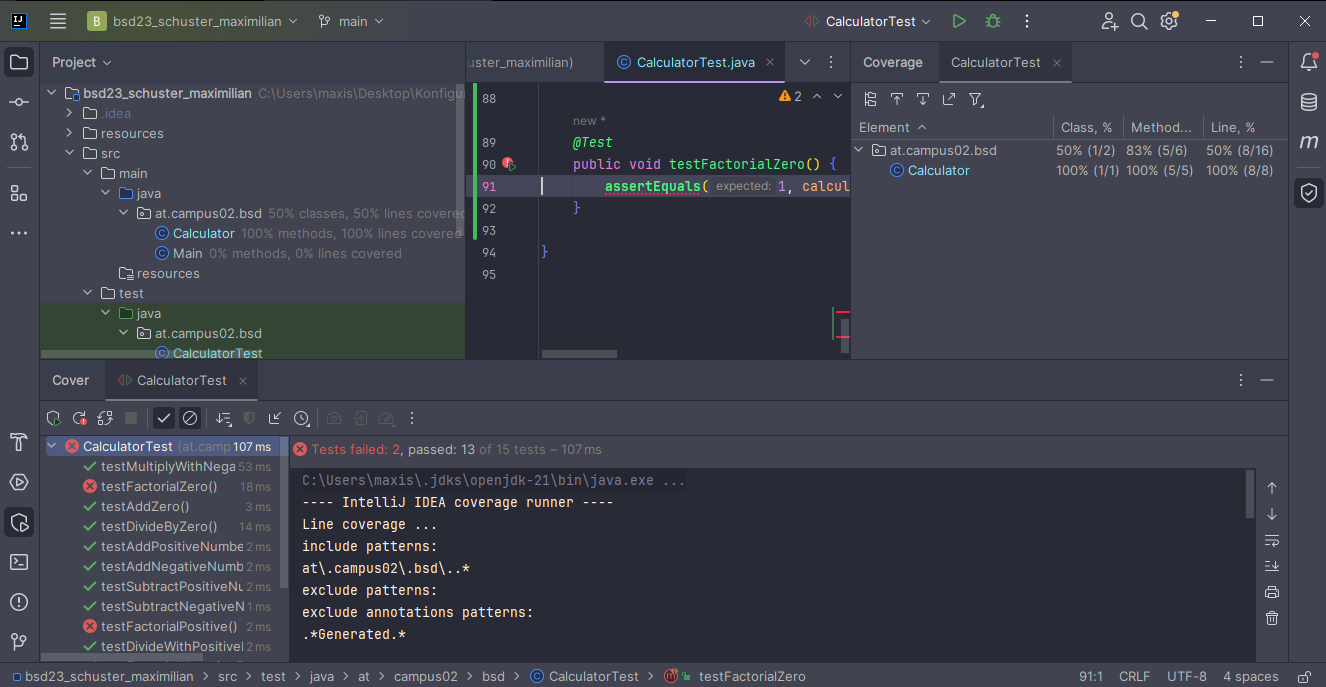 IJ B bsd23_schuster_maximilian main CalculatorTest
Project
bsd23_schuster_maximilian C:\Users\maxis\Desktop\Konfigu
.idea
resources
src
main
java
at.campus02.bsd 50% classes, 50% lines covered
Calculator 100% methods, 100% lines covered
Main 0% methods, 0% lines covered
resources
test
java
at.campus02.bsd
CalculatorTest
uster_maximilian) CalculatorTest.java
88
2
new *
89 @Test
90 public void testFactorialZero() {
91 assertEquals( expected: 1, calcul
92 }
93
94 }
95
Coverage CalculatorTest
Element Class, % Method... Line, %
at.campus02.bsd 50% (1/2) 83% (5/6) 50% (8/16)
Calculator 100% (1/1) 100% (5/5) 100% (8/8)
m
Cover CalculatorTest
CalculatorTest (at.camp 107 ms
testMultiplyWithNega 53 ms
testFactorialZero() 18 ms
testAddZero() 3 ms
testDivideByZero() 14 ms
testAddPositiveNumbe 2 ms
testAddNegativeNumb 2 ms
testSubtractPositiveNu 2 ms
testSubtractNegativeN 1 ms
testFactorialPositive() 2 ms
testDivideWithPositivel 2 ms
Tests failed: 2, passed: 13 of 15 tests – 107 ms
C:\Users\maxis\.jdks\openjdk-21\bin\java.exe ...
---- IntelliJ IDEA coverage runner ----
Line coverage ...
include patterns:
at\.campus02\.bsd\..*
exclude patterns:
exclude annotations patterns:
.*Generated.*
bsd23_schuster_maximilian > src > test > java > at > campus02 > bsd > CalculatorTest > testFactorialZero 91:1 CRLF UTF-8 4 spaces